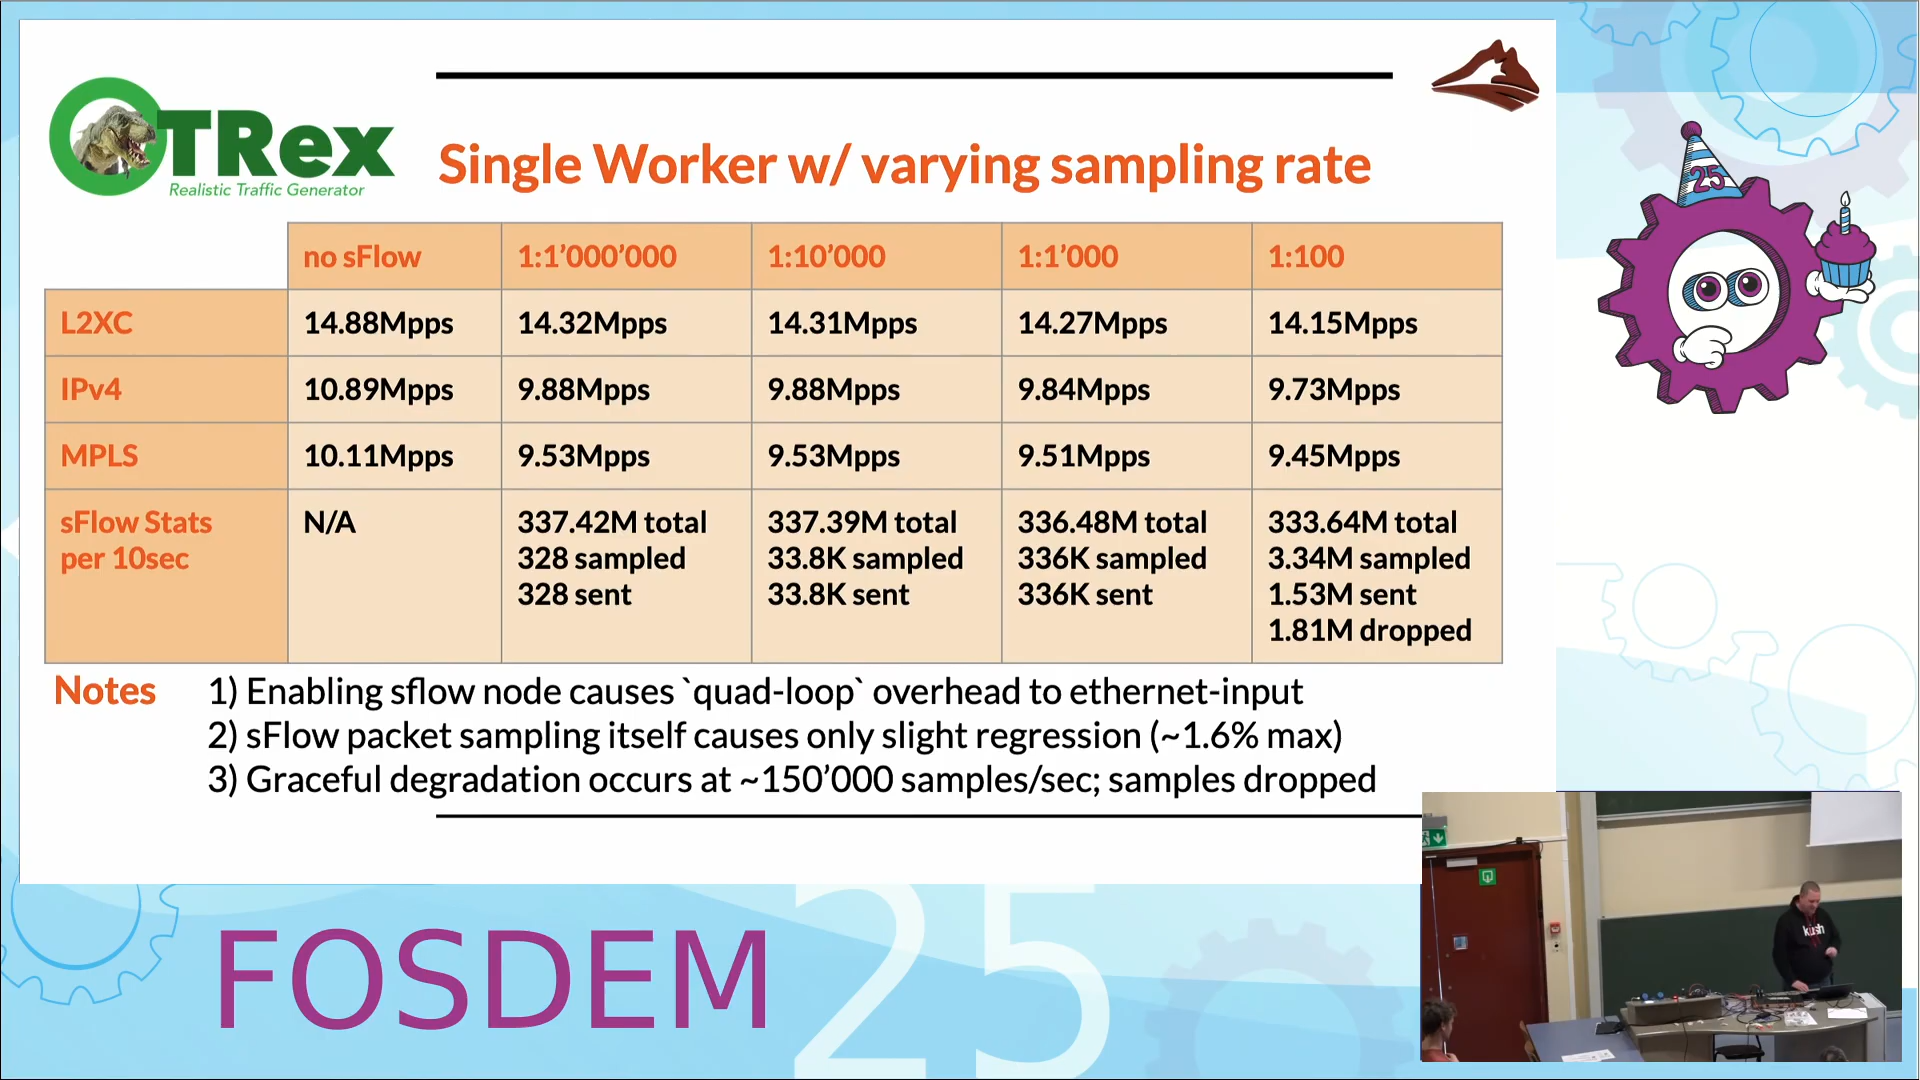 TRex
Realistic Traffic Generator
Single Worker w/ varying sampling rate
no sFlow 1:1’000’000 1:10’000 1:1’000 1:100
L2XC 14.88Mpps 14.32Mpps 14.31Mpps 14.27Mpps 14.15Mpps
IPv4 10.89Mpps 9.88Mpps 9.88Mpps 9.84Mpps 9.73Mpps
MPLS 10.11Mpps 9.53Mpps 9.53Mpps 9.51Mpps 9.45Mpps
sFlow Stats N/A 337.42M total 337.39M total 336.48M total 333.64M total
per 10sec 328 sampled 33.8K sampled 336K sampled 3.34M sampled
328 sent 33.8K sent 336K sent 1.53M sent
1.81M dropped
Notes 1) Enabling sflow node causes `quad-loop` overhead to ethernet-input
2) sFlow packet sampling itself causes only slight regression (~1.6% max)
3) Graceful degradation occurs at ~150’000 samples/sec; samples dropped
25
FOSDEM 25
kush